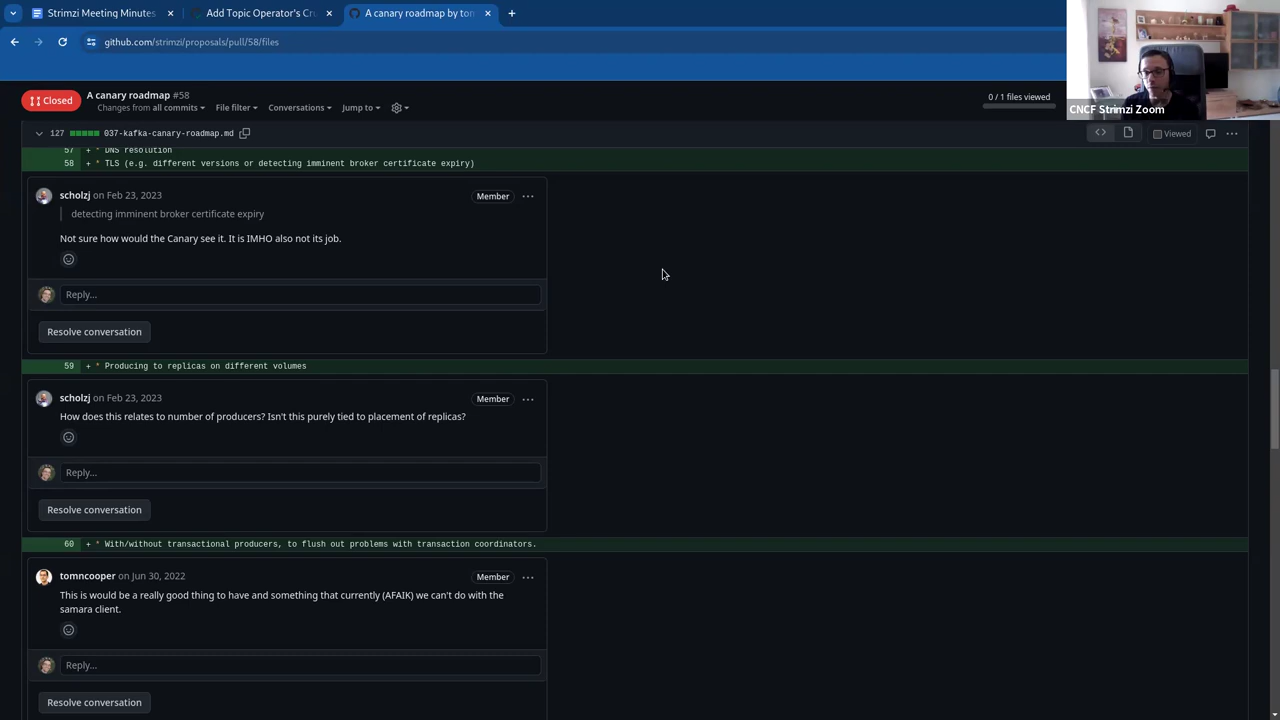 Strimzi Meeting Minutes
Add Topic Operator's Cru
A canary roadmap by ton
github.com/strimzi/proposals/pull/58/files
CNCF Strimzi Zoom
Closed
A canary roadmap #58
Changes from all commits
File filter
Conversations
Jump to
0 / 1 files viewed
127
037-kafka-canary-roadmap.md
Viewed
57 + * DNS resolution
58 + * TLS (e.g. different versions or detecting imminent broker certificate expiry)
scholzj on Feb 23, 2023
Member
detecting imminent broker certificate expiry
Not sure how would the Canary see it. It is IMHO also not its job.
Reply...
Resolve conversation
59 + * Producing to replicas on different volumes
scholzj on Feb 23, 2023
Member
How does this relates to number of producers? Isn't this purely tied to placement of replicas?
Reply...
Resolve conversation
60 + * With/without transactional producers, to flush out problems with transaction coordinators.
tomncooper on Jun 30, 2022
Member
This is would be a really good thing to have and something that currently (AFAIK) we can't do with the
samara client.
Reply...
Resolve conversation